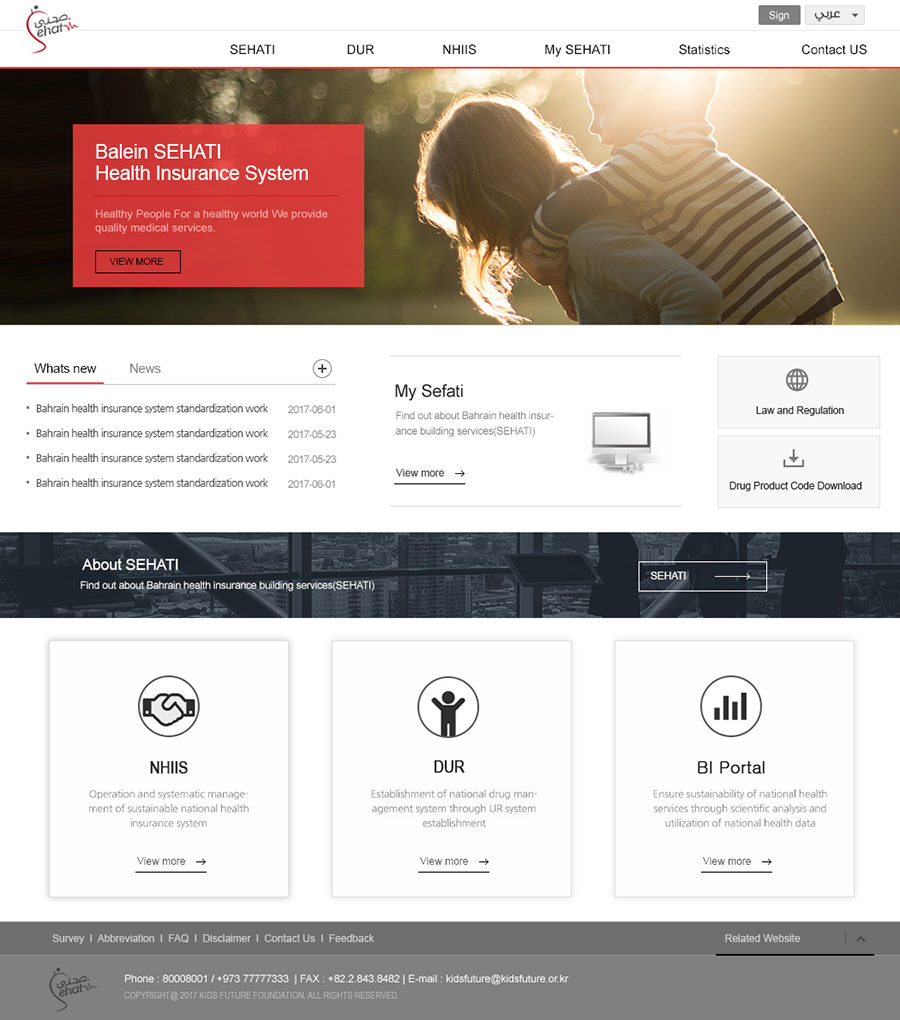 صحتي
Sehati
Sign
عربي
SEHATI
DUR
NHIIS
My SEHATI
Statistics
Contact US
Balein SEHATI
Health Insurance System
Healthy People For a healthy world We provide
quality medical services.
VIEW MORE
Whats new
News
Bahrain health insurance system standardization work 2017-06-01
Bahrain health insurance system standardization work 2017-05-23
Bahrain health insurance system standardization work 2017-05-23
Bahrain health insurance system standardization work 2017-06-01
My Sefati
Find out about Bahrain health insur-
ance building services(SEHATI)
View more
Law and Regulation
Drug Product Code Download
About SEHATI
Find out about Bahrain health insurance building services(SEHATI)
SEHATI
NHIIS
Operation and systematic manage-
ment of sustainable national health
insurance system
View more
DUR
Establishment of national drug man-
agement system through UR system
establishment
View more
BI Portal
Ensure sustainability of national health
services through scientific analysis and
utilization of national health data
View more
Survey I Abbreviation I FAQ I Disclaimer I Contact Us I Feedback
Related Website
صحتي
Sehati
Phone : 80008001 / +973 77777333 | FAX : +82.2.843.8482 | E-mail : kidsfuture@kidsfuture.or.kr
COPYRIGHT@ 2017 KIDS FUTURE FOUNDATION. ALL RIGHTS RESERVED.